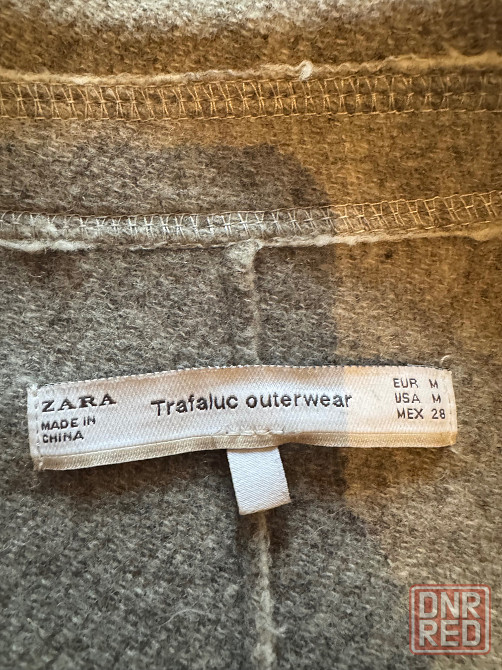 ZARA
MADE IN
CHINA
Trafaluc outerwear
EUR M
USA M
MEX 28
DNR
RED